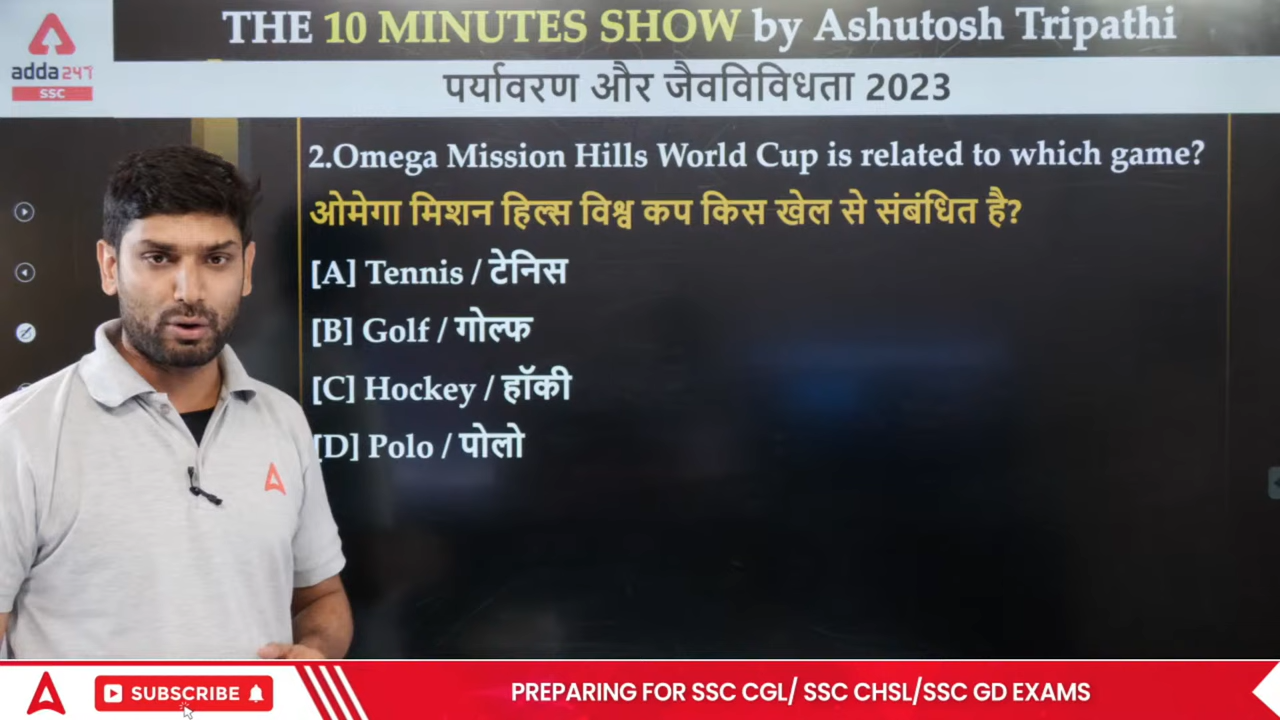 THE 10 MINUTES SHOW by Ashutosh Tripathi
adda247
SSC
पर्यावरण और जैवविविधता 2023
2.Omega Mission Hills World Cup is related to which game?
ओमेगा मिशन हिल्स विश्व कप किस खेल से संबंधित है?
[A] Tennis / टेनिस
[B] Golf / गोल्फ
[C] Hockey / हॉकी
[D] Polo / पोलो
SUBSCRIBE
PREPARING FOR SSC CGL/ SSC CHSL/SSC GD EXAMS